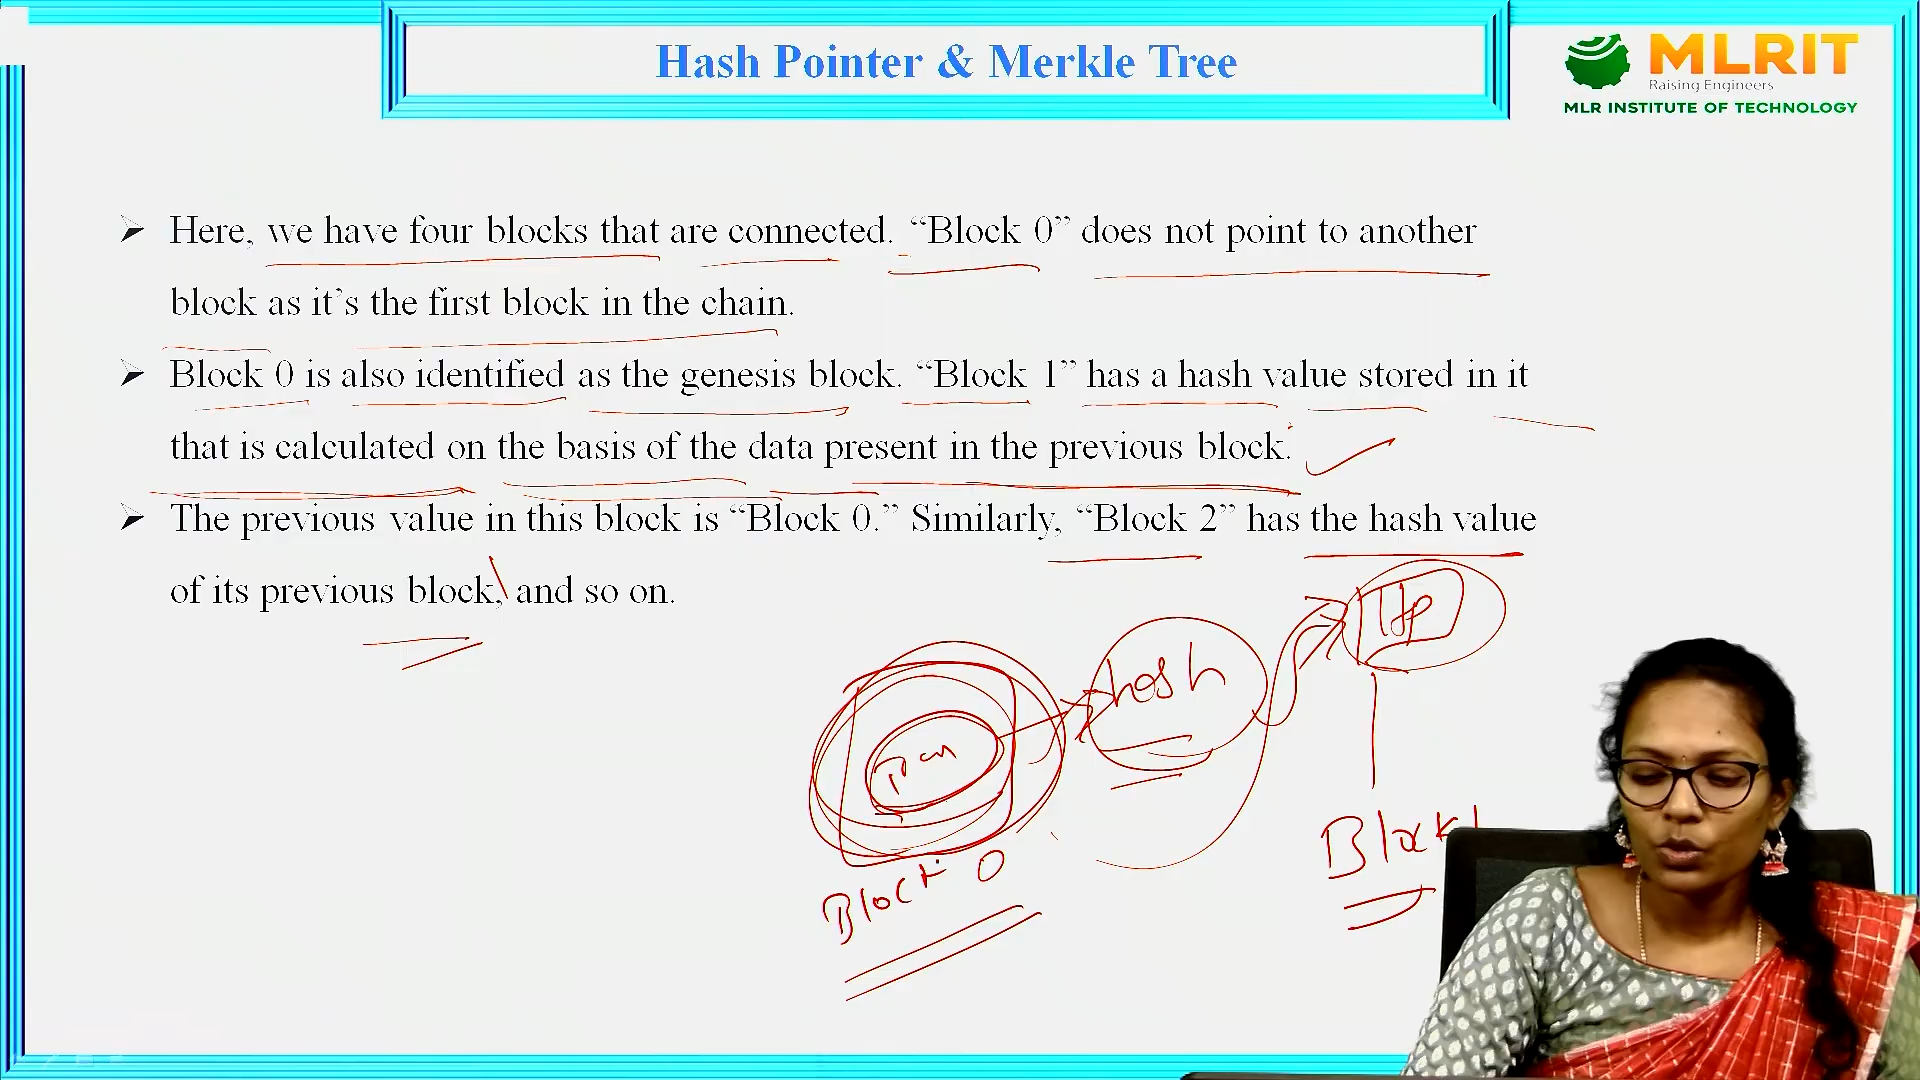 Hash Pointer & Merkle Tree
MLRIT
Raising Engineers
MLR INSTITUTE OF TECHNOLOGY
Here, we have four blocks that are connected. “Block 0” does not point to another
block as it’s the first block in the chain.
Block 0 is also identified as the genesis block. “Block 1” has a hash value stored in it
that is calculated on the basis of the data present in the previous block.
The previous value in this block is “Block 0.” Similarly, “Block 2” has the hash value
of its previous block, and so on.
hash
Block 0
Block 1